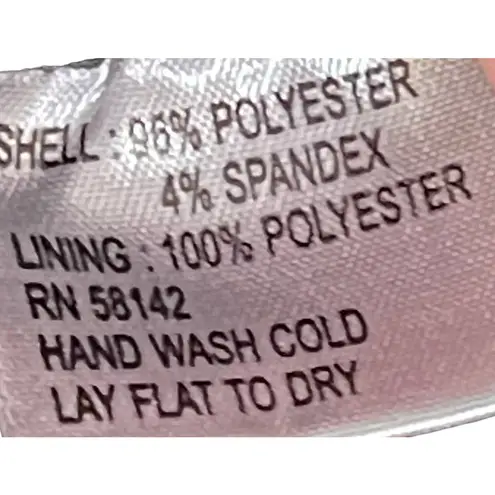 SHELL : 96% POLYESTER
4% SPANDEX
LINING : 100% POLYESTER
RN 58142
HAND WASH COLD
LAY FLAT TO DRY